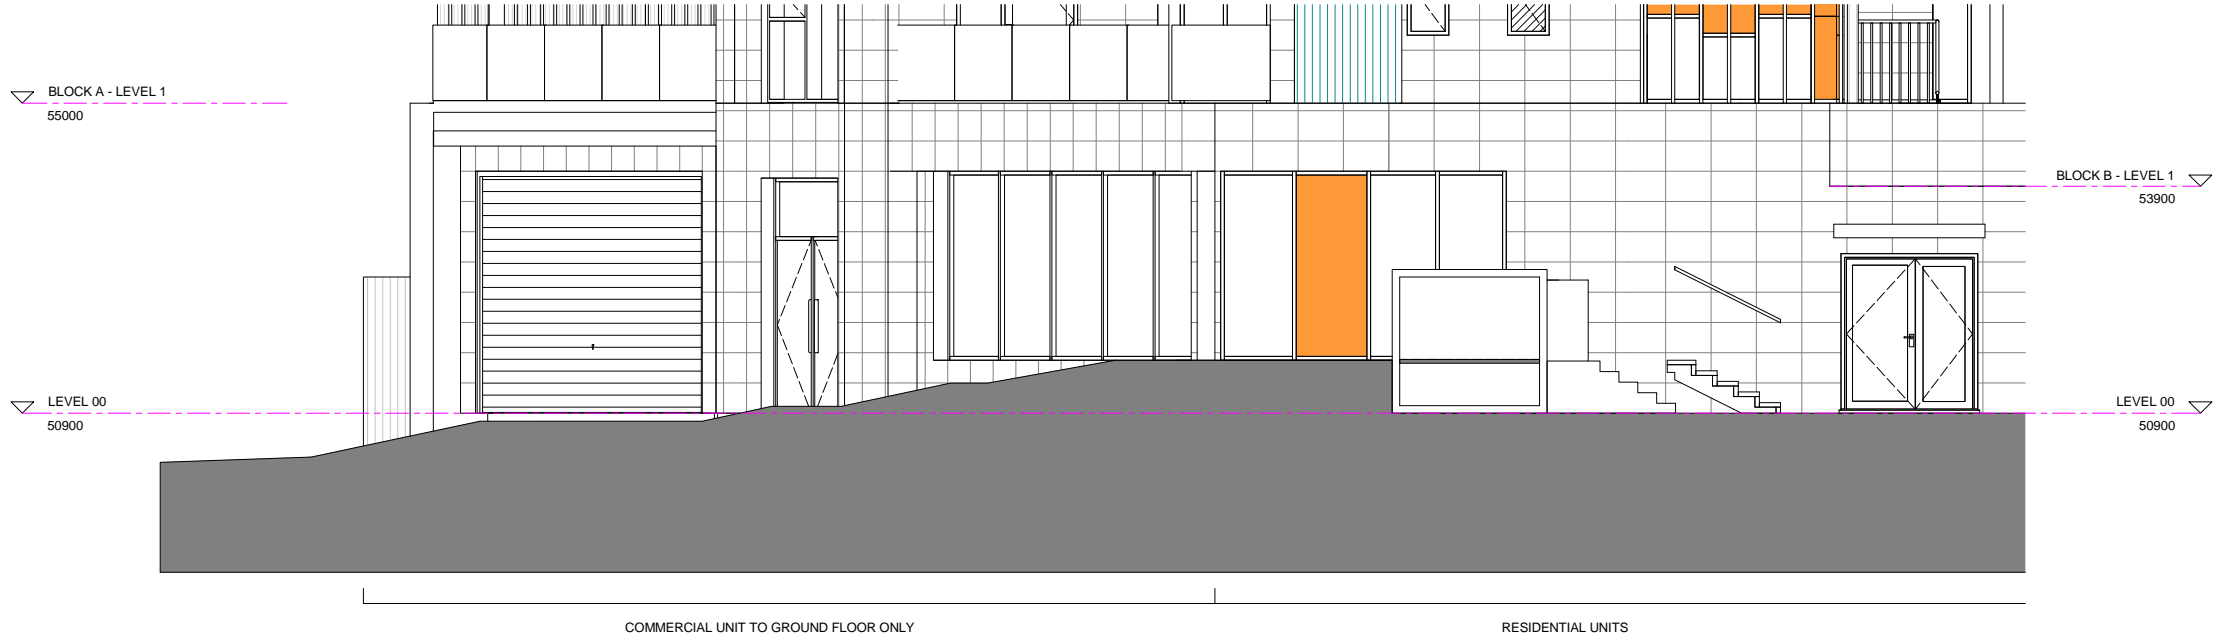 BLOCK A - LEVEL 1
55000
BLOCK B - LEVEL 1
53900
LEVEL 00
50900
LEVEL 00
50900
COMMERCIAL UNIT TO GROUND FLOOR ONLY
RESIDENTIAL UNITS